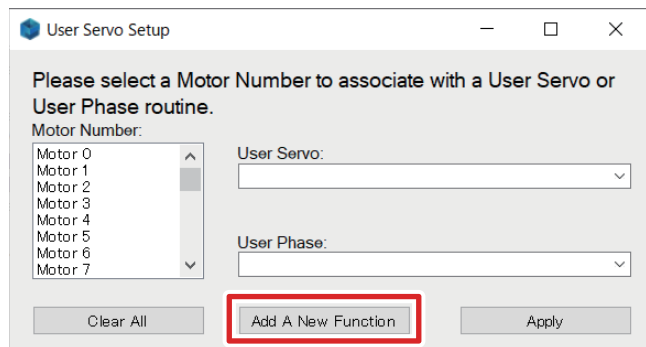 User Servo Setup
Please select a Motor Number to associate with a User Servo or
User Phase routine.
Motor Number:
Motor 0
Motor 1
Motor 2
Motor 3
Motor 4
Motor 5
Motor 6
Motor 7
User Servo:
User Phase:
Clear All
Add A New Function
Apply